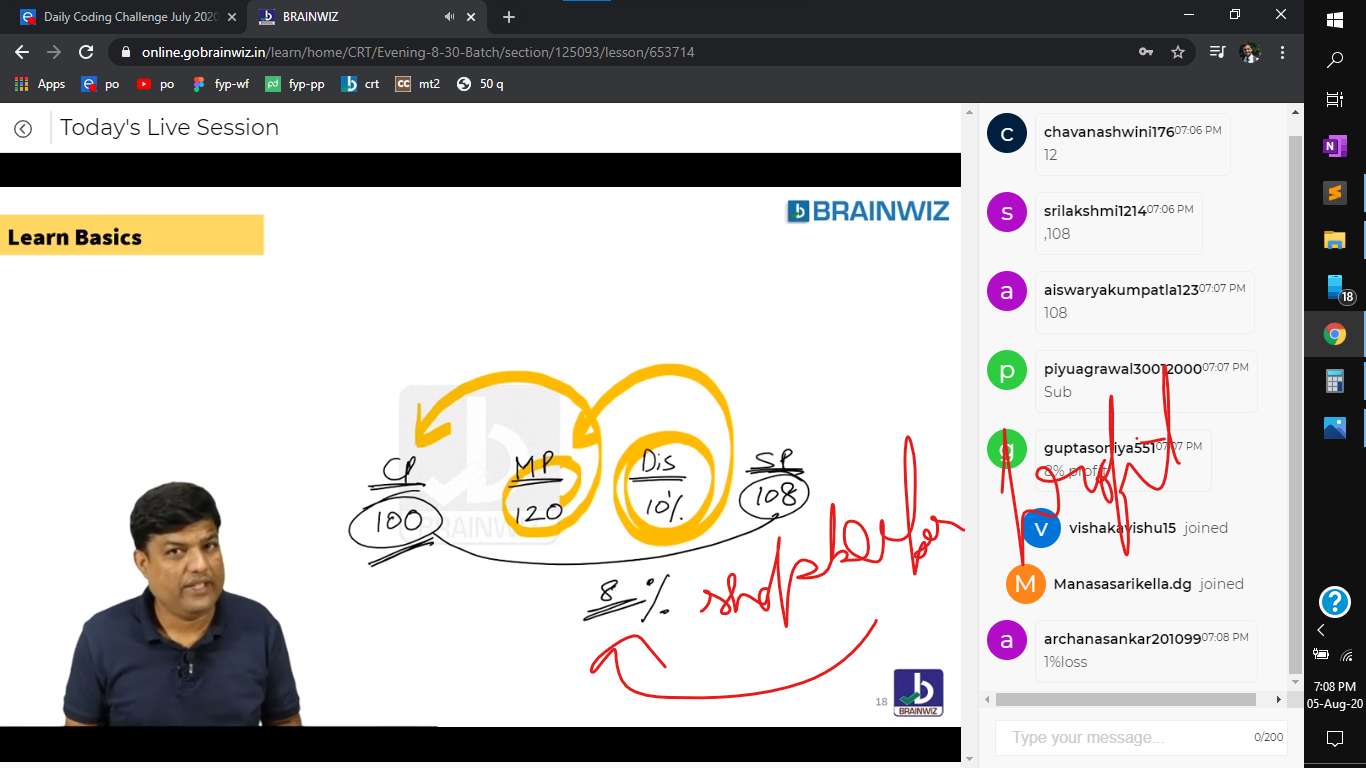 Daily Coding Challenge July 2020
BRAINWIZ
online.gobrainwiz.in/learn/home/CRT/Evening-8-30-Batch/section/125093/lesson/653714
Apps po po fyp-wf fyp-pp crt mt2 50 q
Today's Live Session
BRAINWIZ
Learn Basics
CP MP Dis SP
100 120 10% 108
BRAINWIZ
8%
shopkeeper
profit
18
BRAINWIZ
chavanashwini176 07:06 PM
12
srilakshmi1214 07:06 PM
,108
aiswaryakumpatla123 07:07 PM
108
piyuagrawal30072000 07:07 PM
Sub
guptasoniya551 07:07 PM
8% profit
vishakavishu15 joined
Manasasarikella.dg joined
archanasankar201099 07:08 PM
1%loss
Type your message... 0/200
18
7:08 PM
05-Aug-20